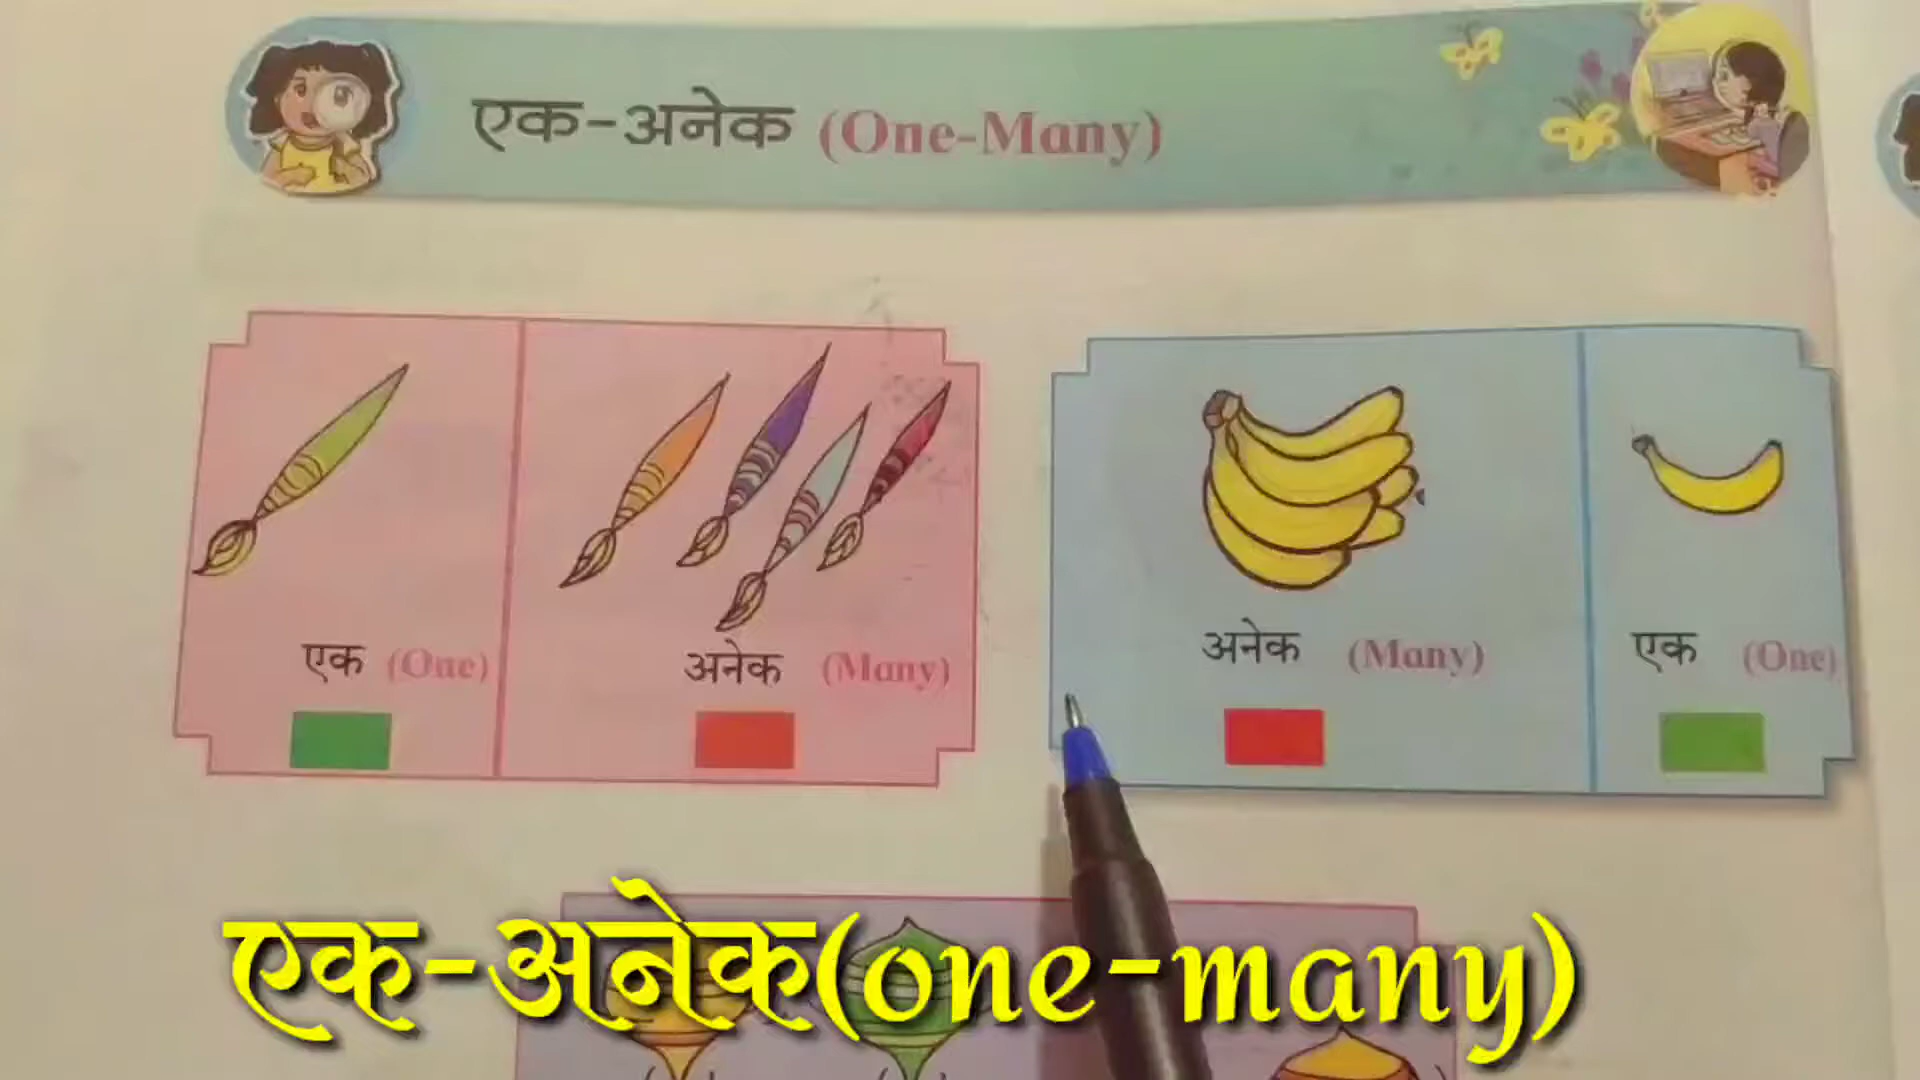 एक-अनेक (One-Many)
एक (One)
अनेक (Many)
अनेक (Many)
एक (One)
एक-अनेक(one-many)